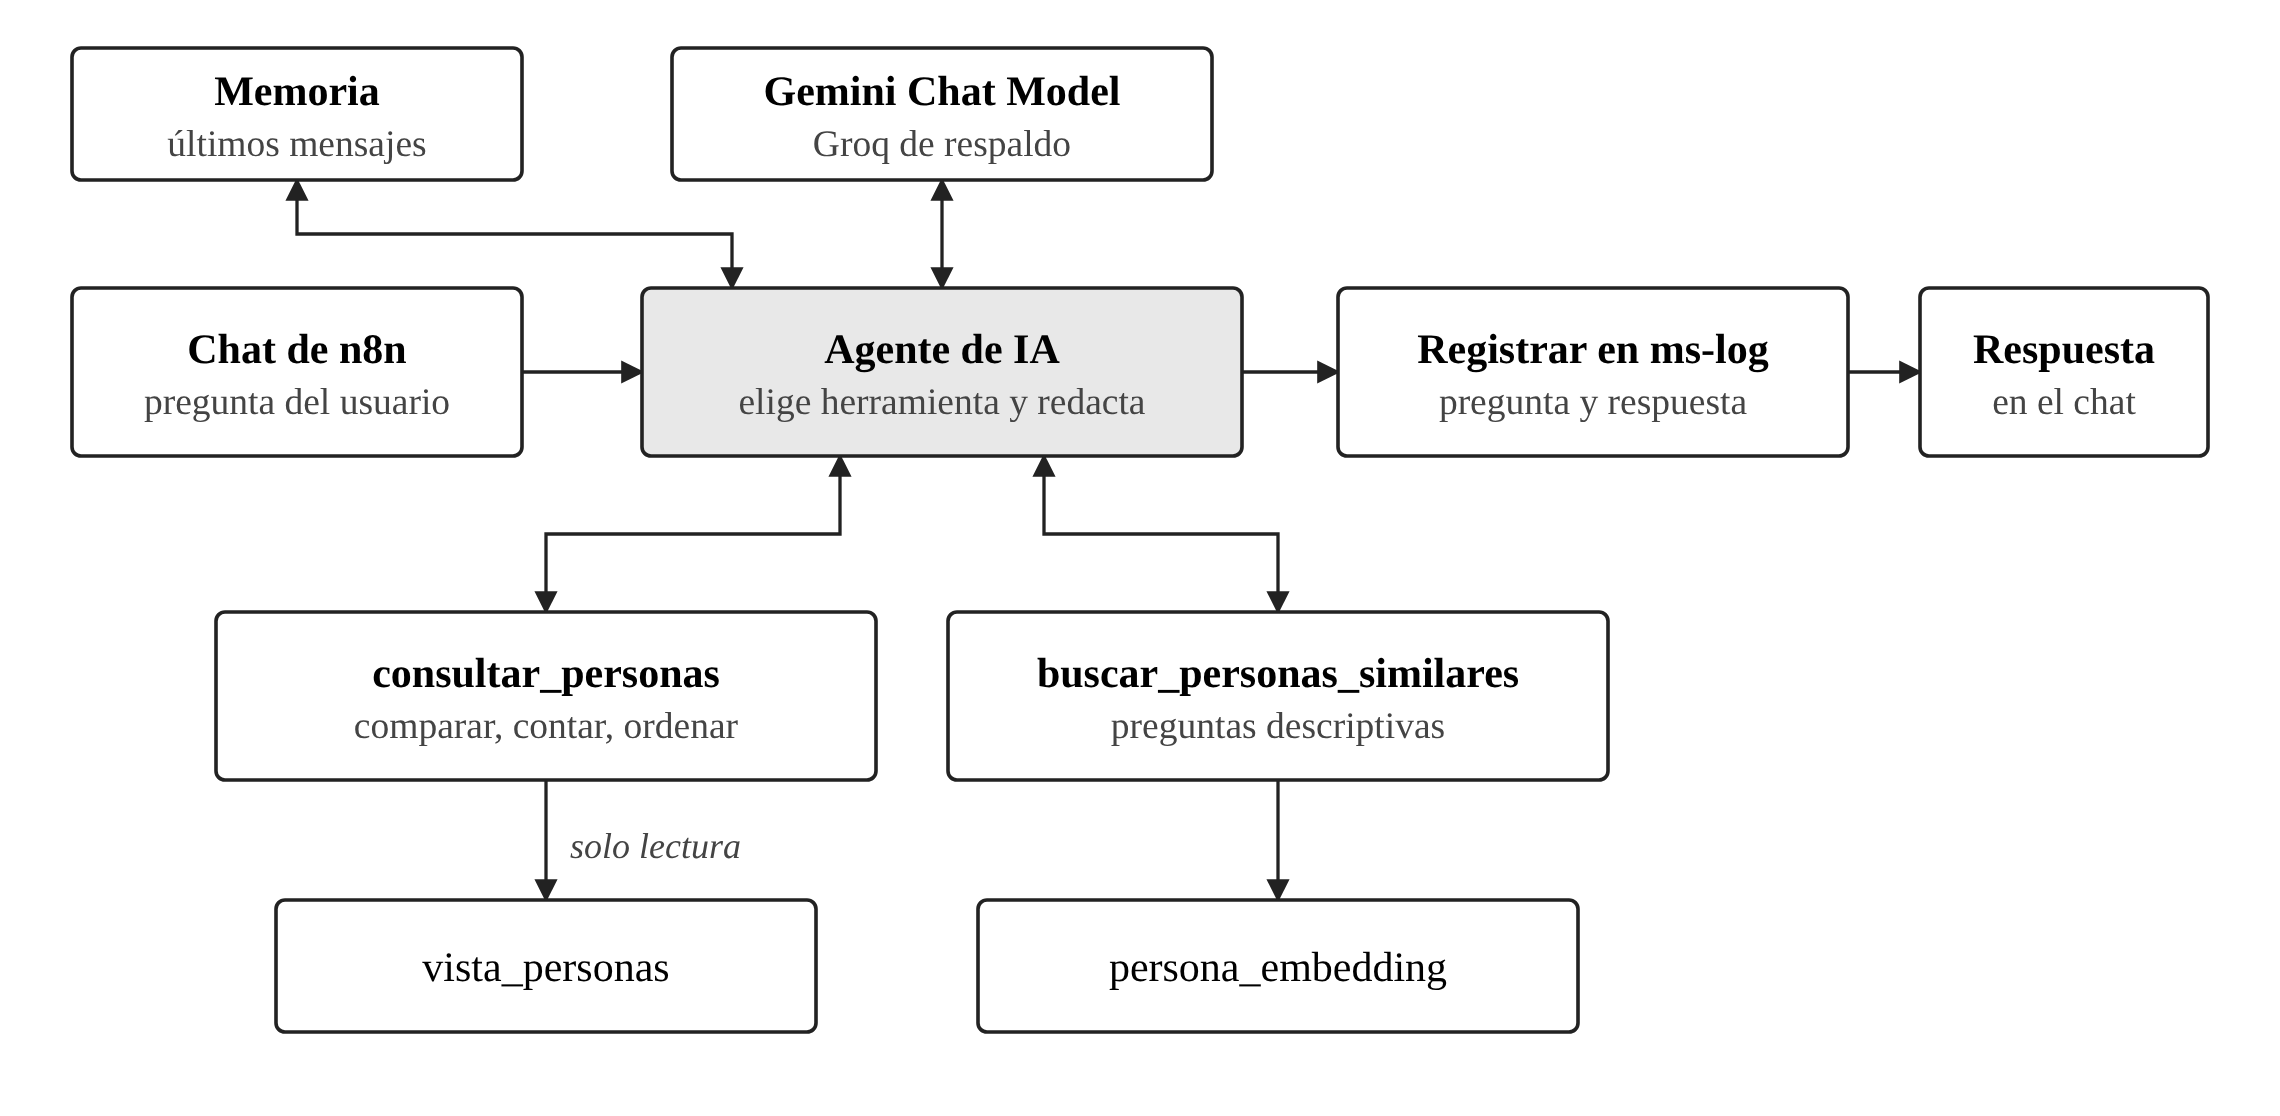 Memoria
últimos mensajes
Gemini Chat Model
Groq de respaldo
Chat de n8n
pregunta del usuario
Agente de IA
elige herramienta y redacta
Registrar en ms-log
pregunta y respuesta
Respuesta
en el chat
consultar_personas
comparar, contar, ordenar
buscar_personas_similares
preguntas descriptivas
solo lectura
vista_personas
persona_embedding